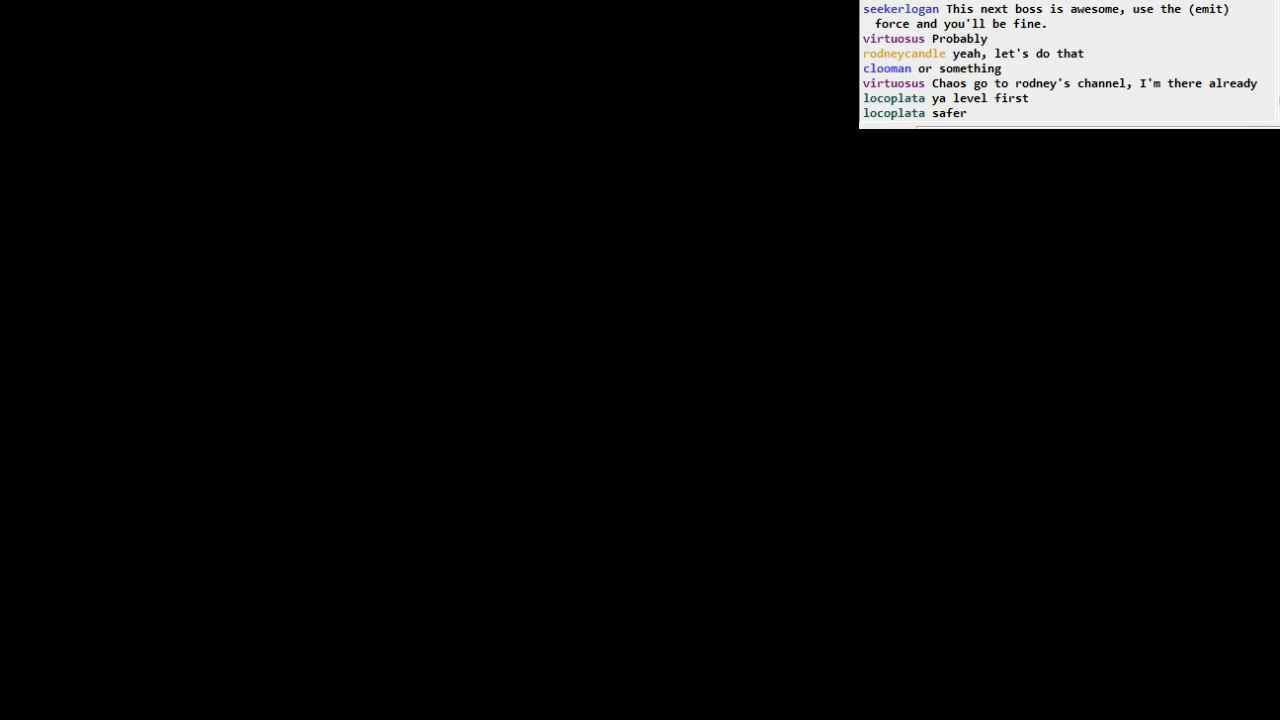 seekerlogan This next boss is awesome, use the (emit)
force and you'll be fine.
virtuosus Probably
rodneycandle yeah, let's do that
clooman or something
virtuosus Chaos go to rodney's channel, I'm there already
locoplata ya level first
locoplata safer